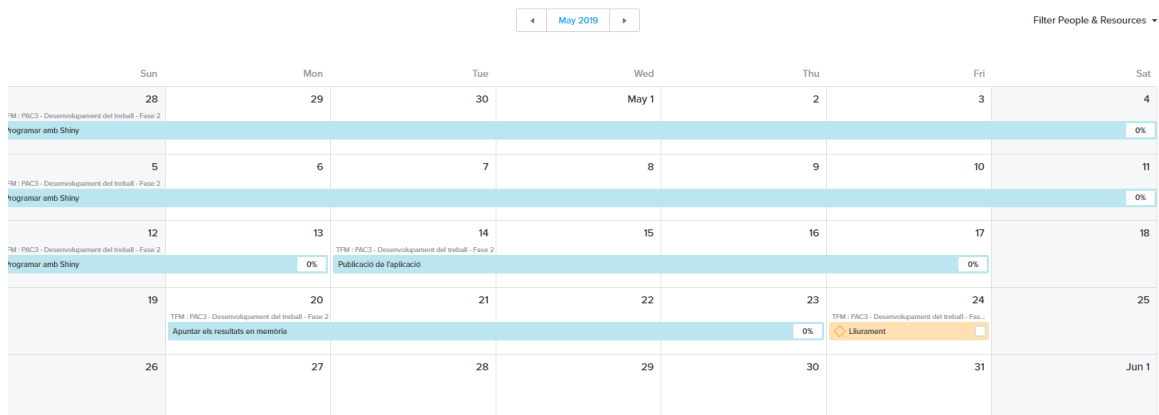 May 2019
Filter People & Resources
Sun Mon Tue Wed Thu Fri Sat
28 29 30 May 1 2 3 4
FM : PAC3 - Desenvolupament del treball - Fase 2
Programar amb Shiny 0%
5 6 7 8 9 10 11
FM : PAC3 - Desenvolupament del treball - Fase 2
Programar amb Shiny 0%
12 13 14 15 16 17 18
FM : PAC3 - Desenvolupament del treball - Fase 2 TFM : PAC3 - Desenvolupament del treball - Fase 2
Programar amb Shiny 0% Publicació de l'aplicació 0%
19 20 21 22 23 24 25
TFM : PAC3 - Desenvolupament del treball - Fase 2 TFM : PAC3 - Desenvolupament del treball - Fas...
Apuntar els resultats en memòria 0% Lliurament
26 27 28 29 30 31 Jun 1